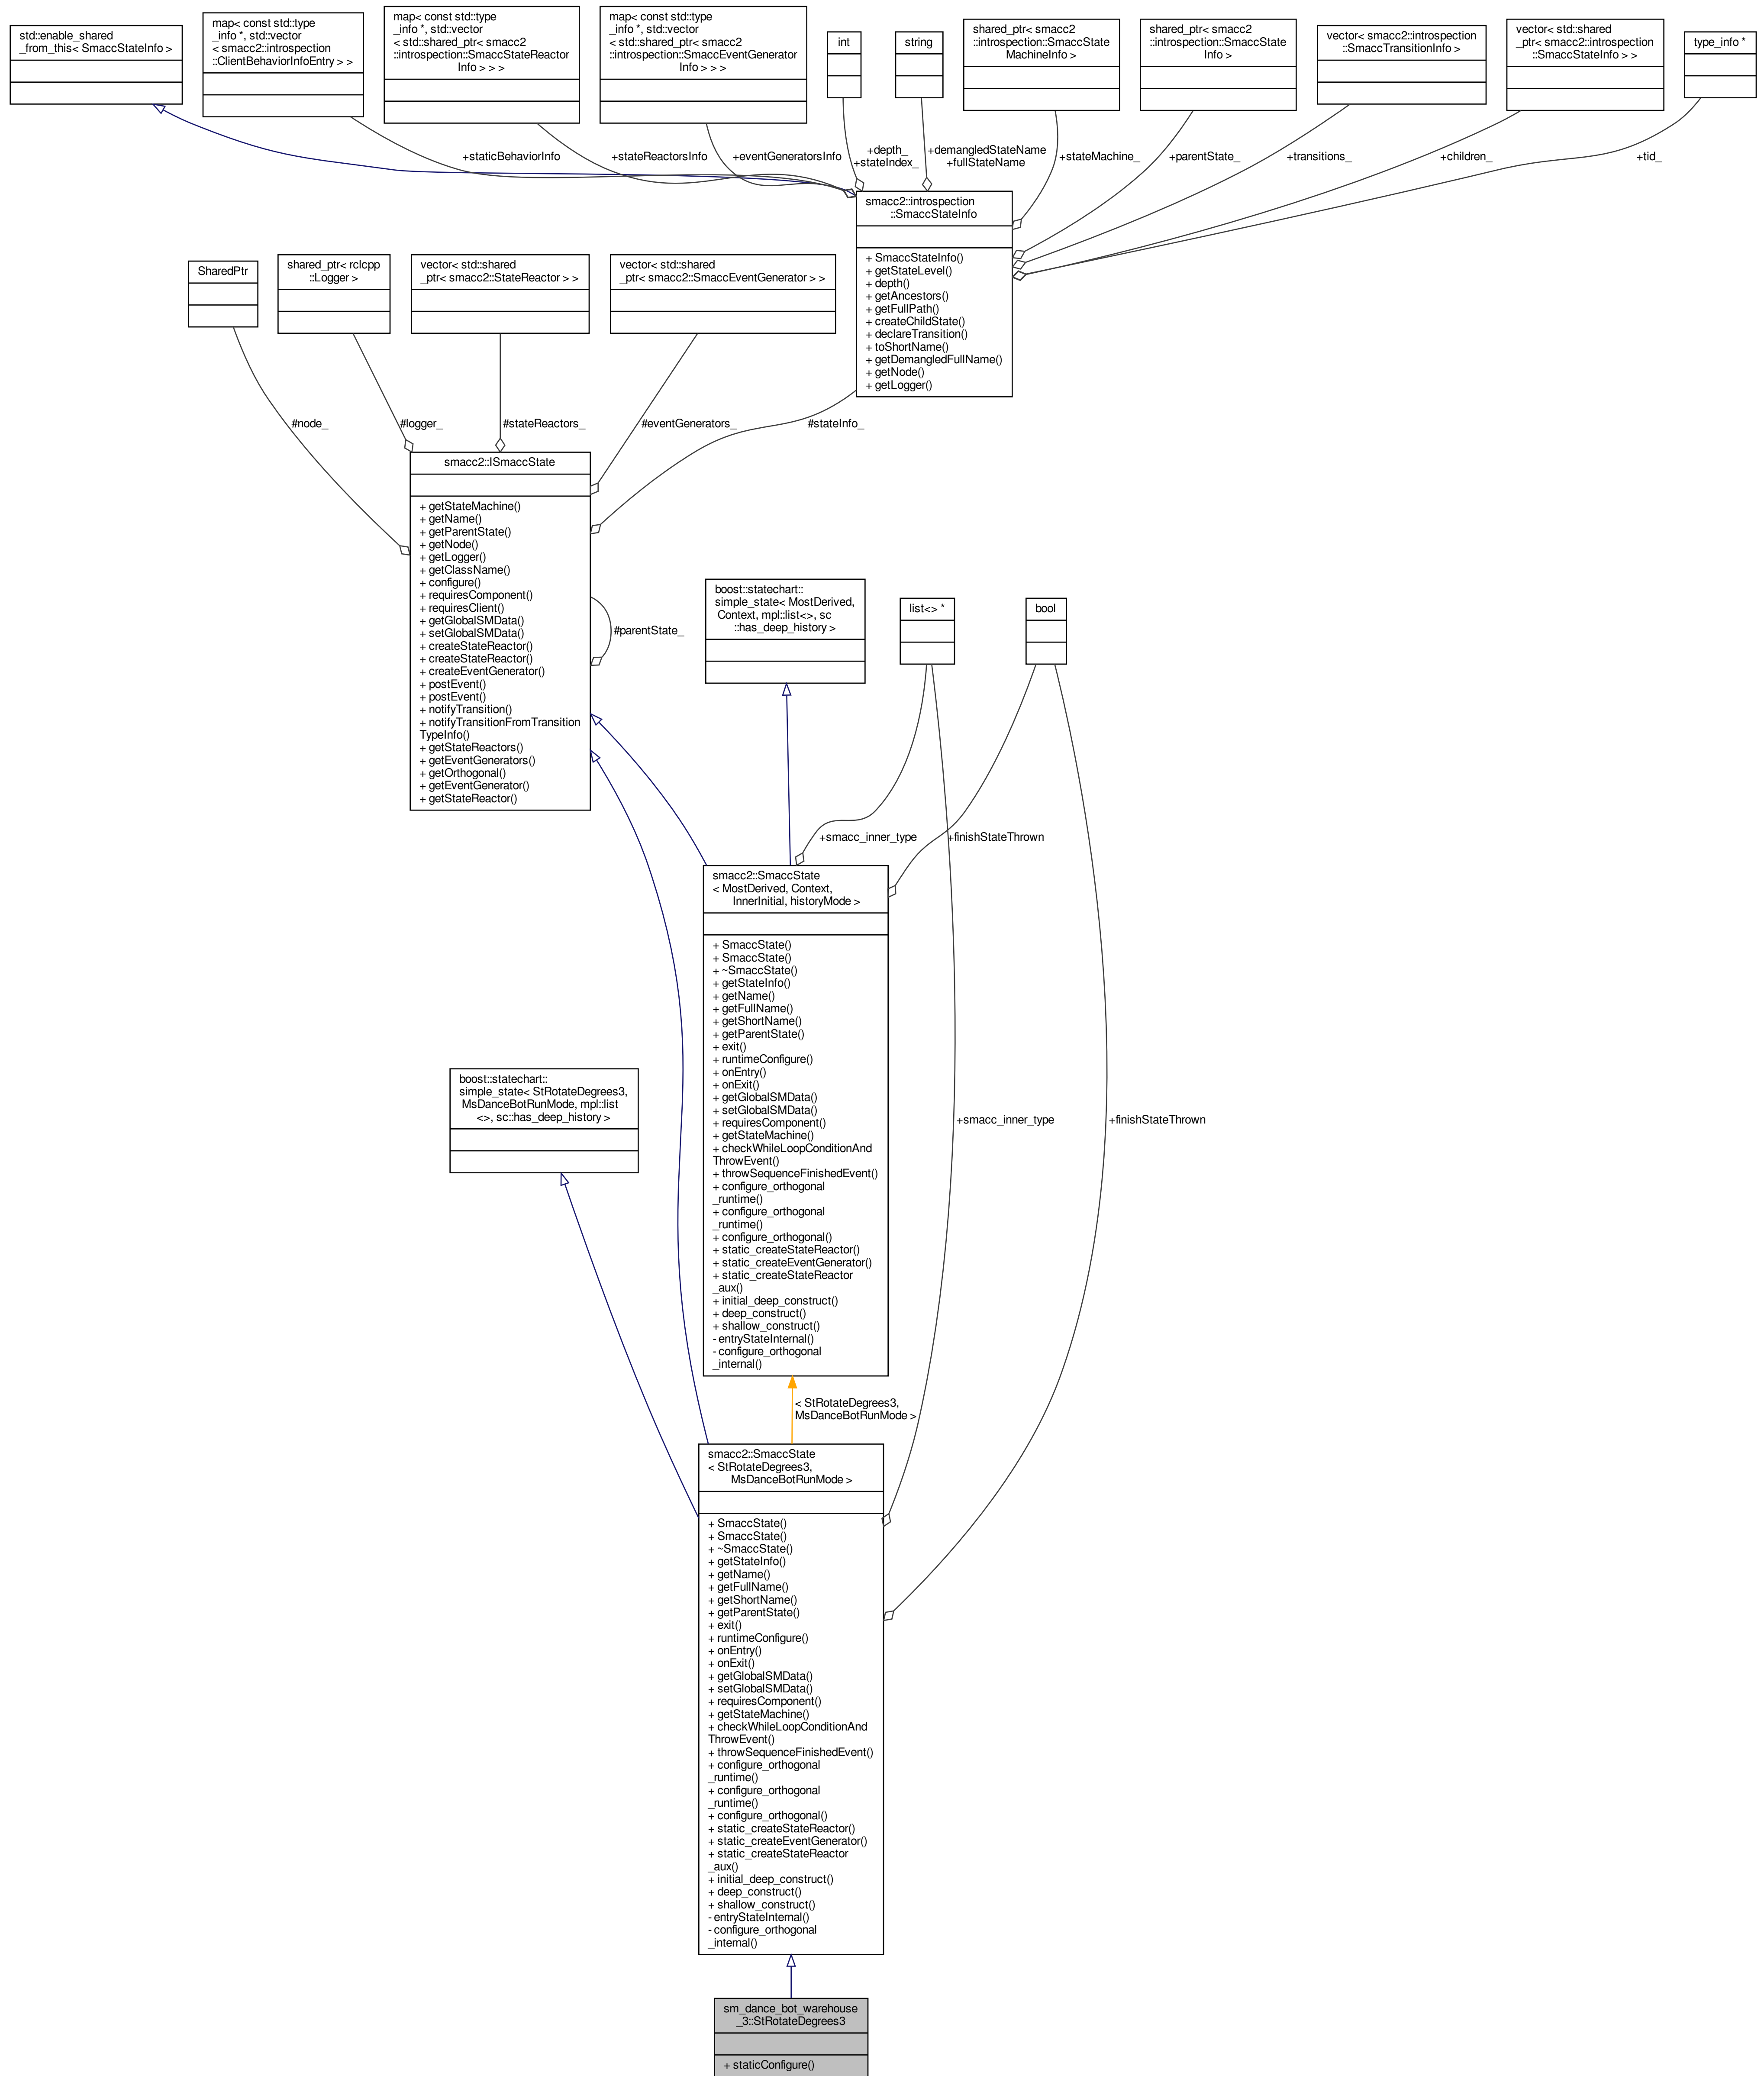 std::enable_shared
_from_this< SmaccStateInfo >
map< const std::type
_info *, std::vector
< smacc2::introspection
::ClientBehaviorInfoEntry > >
map< const std::type
_info *, std::vector
< std::shared_ptr< smacc2
::introspection::SmaccStateReactor
Info > > >
map< const std::type
_info *, std::vector
< std::shared_ptr< smacc2
::introspection::SmaccEventGenerator
Info > > >
int
string
shared_ptr< smacc2
::introspection::SmaccState
MachineInfo >
shared_ptr< smacc2
::introspection::SmaccState
Info >
vector< smacc2::introspection
::SmaccTransitionInfo >
vector< std::shared
_ptr< smacc2::introspection
::SmaccStateInfo > >
type_info *
+staticBehaviorInfo
+stateReactorsInfo
+eventGeneratorsInfo
+depth_
+stateIndex_
+demangledStateName
+fullStateName
+stateMachine_
+parentState_
+transitions_
+children_
+tid_
smacc2::introspection
::SmaccStateInfo
+ SmaccStateInfo()
+ getStateLevel()
+ depth()
+ getAncestors()
+ getFullPath()
+ createChildState()
+ declareTransition()
+ toShortName()
+ getDemangledFullName()
+ getNode()
+ getLogger()
SharedPtr
shared_ptr< rclcpp
::Logger >
vector< std::shared
_ptr< smacc2::StateReactor > >
vector< std::shared
_ptr< smacc2::SmaccEventGenerator > >
#node_
#logger_
#stateReactors_
#eventGenerators_
#stateInfo_
smacc2::ISmaccState
+ getStateMachine()
+ getName()
+ getParentState()
+ getNode()
+ getLogger()
+ getClassName()
+ configure()
+ requiresComponent()
+ requiresClient()
+ getGlobalSMData()
+ setGlobalSMData()
+ createStateReactor()
+ createStateReactor()
+ createEventGenerator()
+ postEvent()
+ postEvent()
+ notifyTransition()
+ notifyTransitionFromTransition
TypeInfo()
+ getStateReactors()
+ getEventGenerators()
+ getOrthogonal()
+ getEventGenerator()
+ getStateReactor()
#parentState_
boost::statechart::
simple_state< MostDerived,
Context, mpl::list<>, sc
::has_deep_history >
list<> *
bool
+smacc_inner_type
+finishStateThrown
smacc2::SmaccState
< MostDerived, Context,
InnerInitial, historyMode >
+ SmaccState()
+ SmaccState()
+ ~SmaccState()
+ getStateInfo()
+ getName()
+ getFullName()
+ getShortName()
+ getParentState()
+ exit()
+ runtimeConfigure()
+ onEntry()
+ onExit()
+ getGlobalSMData()
+ setGlobalSMData()
+ requiresComponent()
+ getStateMachine()
+ checkWhileLoopConditionAnd
ThrowEvent()
+ throwSequenceFinishedEvent()
+ configure_orthogonal
_runtime()
+ configure_orthogonal
_runtime()
+ configure_orthogonal()
+ static_createStateReactor()
+ static_createEventGenerator()
+ static_createStateReactor
_aux()
+ initial_deep_construct()
+ deep_construct()
+ shallow_construct()
- entryStateInternal()
- configure_orthogonal
_internal()
boost::statechart::
simple_state< StRotateDegrees3,
MsDanceBotRunMode, mpl::list
<>, sc::has_deep_history >
+smacc_inner_type
+finishStateThrown
< StRotateDegrees3,
MsDanceBotRunMode >
smacc2::SmaccState
< StRotateDegrees3,
MsDanceBotRunMode >
+ SmaccState()
+ SmaccState()
+ ~SmaccState()
+ getStateInfo()
+ getName()
+ getFullName()
+ getShortName()
+ getParentState()
+ exit()
+ runtimeConfigure()
+ onEntry()
+ onExit()
+ getGlobalSMData()
+ setGlobalSMData()
+ requiresComponent()
+ getStateMachine()
+ checkWhileLoopConditionAnd
ThrowEvent()
+ throwSequenceFinishedEvent()
+ configure_orthogonal
_runtime()
+ configure_orthogonal
_runtime()
+ configure_orthogonal()
+ static_createStateReactor()
+ static_createEventGenerator()
+ static_createStateReactor
_aux()
+ initial_deep_construct()
+ deep_construct()
+ shallow_construct()
- entryStateInternal()
- configure_orthogonal
_internal()
sm_dance_bot_warehouse
_3::StRotateDegrees3
+ staticConfigure()